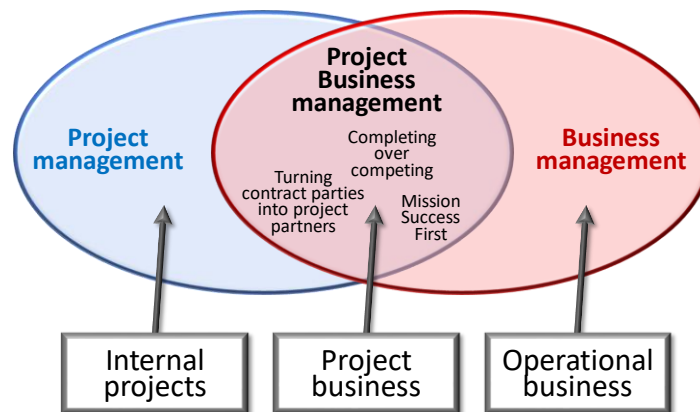 Project
Business
management
Project
management
Completing
over
competing
Business
management
Turning
contract parties
into project
partners
Mission
Success
First
Internal
projects
Project
business
Operational
business